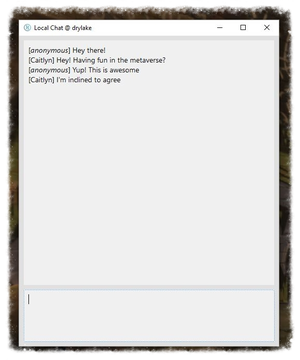 Local Chat @ drylake
[anonymous] Hey there!
[Caitlyn] Hey! Having fun in the metaverse?
[anonymous] Yup! This is awesome
[Caitlyn] I'm indined to agree